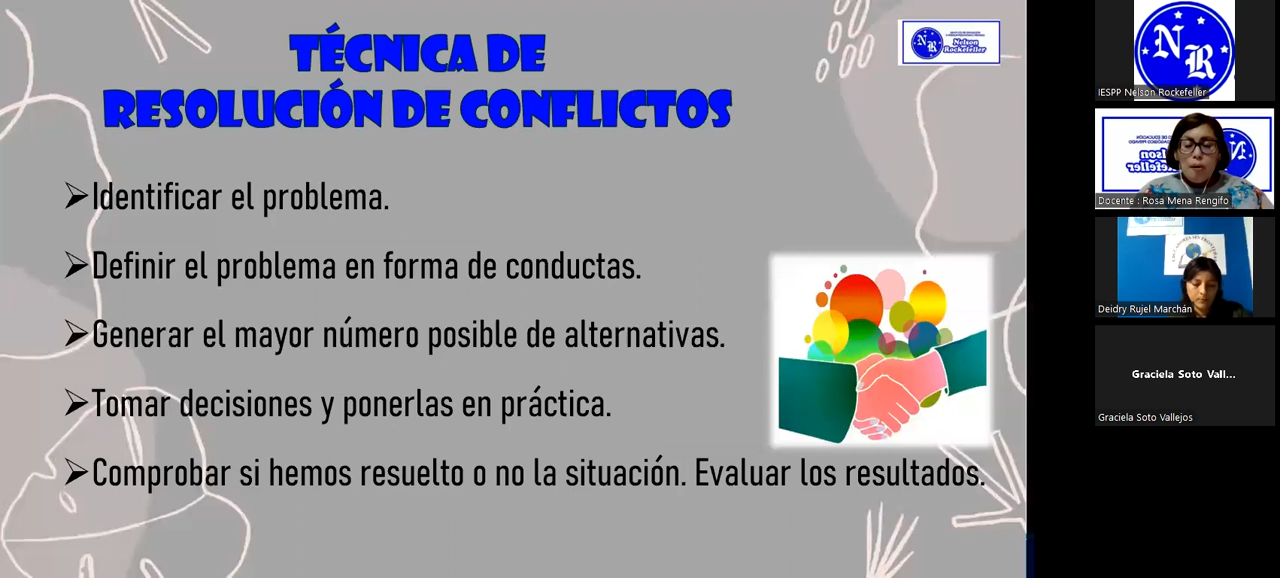 TÉCNICA DE
RESOLUCIÓN DE CONFLICTOS
Nelson
Rockefeller
NR
➢Identificar el problema.
➢Definir el problema en forma de conductas.
➢Generar el mayor número posible de alternativas.
➢Tomar decisiones y ponerlas en práctica.
➢Comprobar si hemos resuelto o no la situación. Evaluar los resultados.
NR
IESPP Nelson Rockefeller
Docente : Rosa Mena Rengifo
Deidry Rujel Marchán
Graciela Soto Vall...
Graciela Soto Vallejos